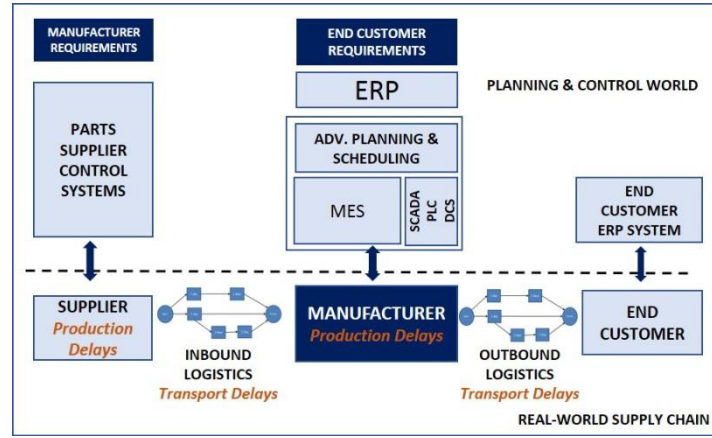 MANUFACTURER
REQUIREMENTS
END CUSTOMER
REQUIREMENTS
ERP
PLANNING & CONTROL WORLD
PARTS
SUPPLIER
CONTROL
SYSTEMS
ADV. PLANNING &
SCHEDULING
MES
SCADA
PLC
DCS
END
CUSTOMER
ERP SYSTEM
SUPPLIER
Production
Delays
INBOUND
LOGISTICS
Transport Delays
MANUFACTURER
Production Delays
OUTBOUND
LOGISTICS
Transport Delays
END
CUSTOMER
REAL-WORLD SUPPLY CHAIN